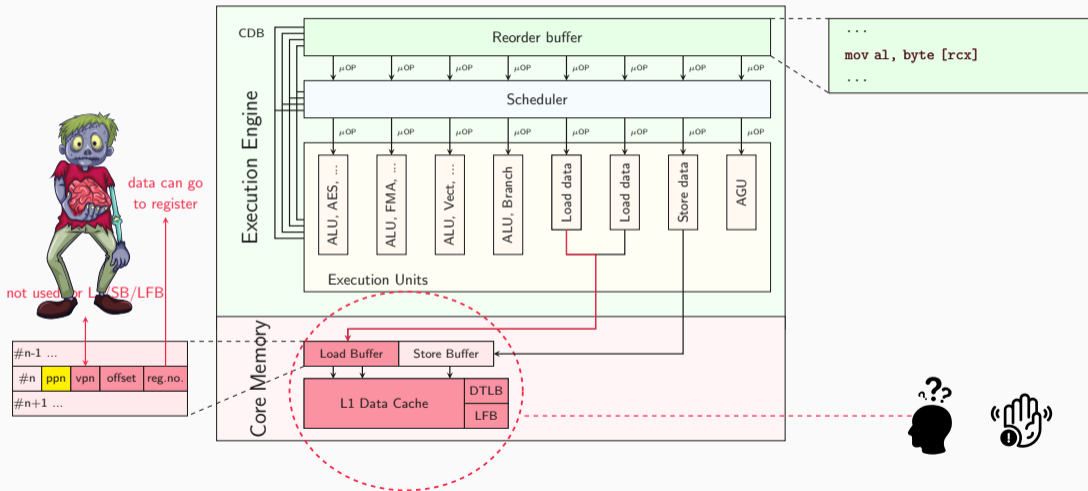 CDB
Reorder buffer
μOP μOP μOP μOP μOP μOP μOP μOP
Scheduler
μOP μOP μOP μOP μOP μOP μOP μOP
ALU, AES, ...
ALU, FMA, ...
ALU, Vect, ...
ALU, Branch
Load data
Load data
Store data
AGU
Execution Units
Execution Engine
...
mov al, byte [rcx]
...
data can go
to register
not used for L SB/LFB
#n-1 ...
#n ppn vpn offset reg.no.
#n+1 ...
Core Memory
Load Buffer Store Buffer
L1 Data Cache
DTLB
LFB
???
!